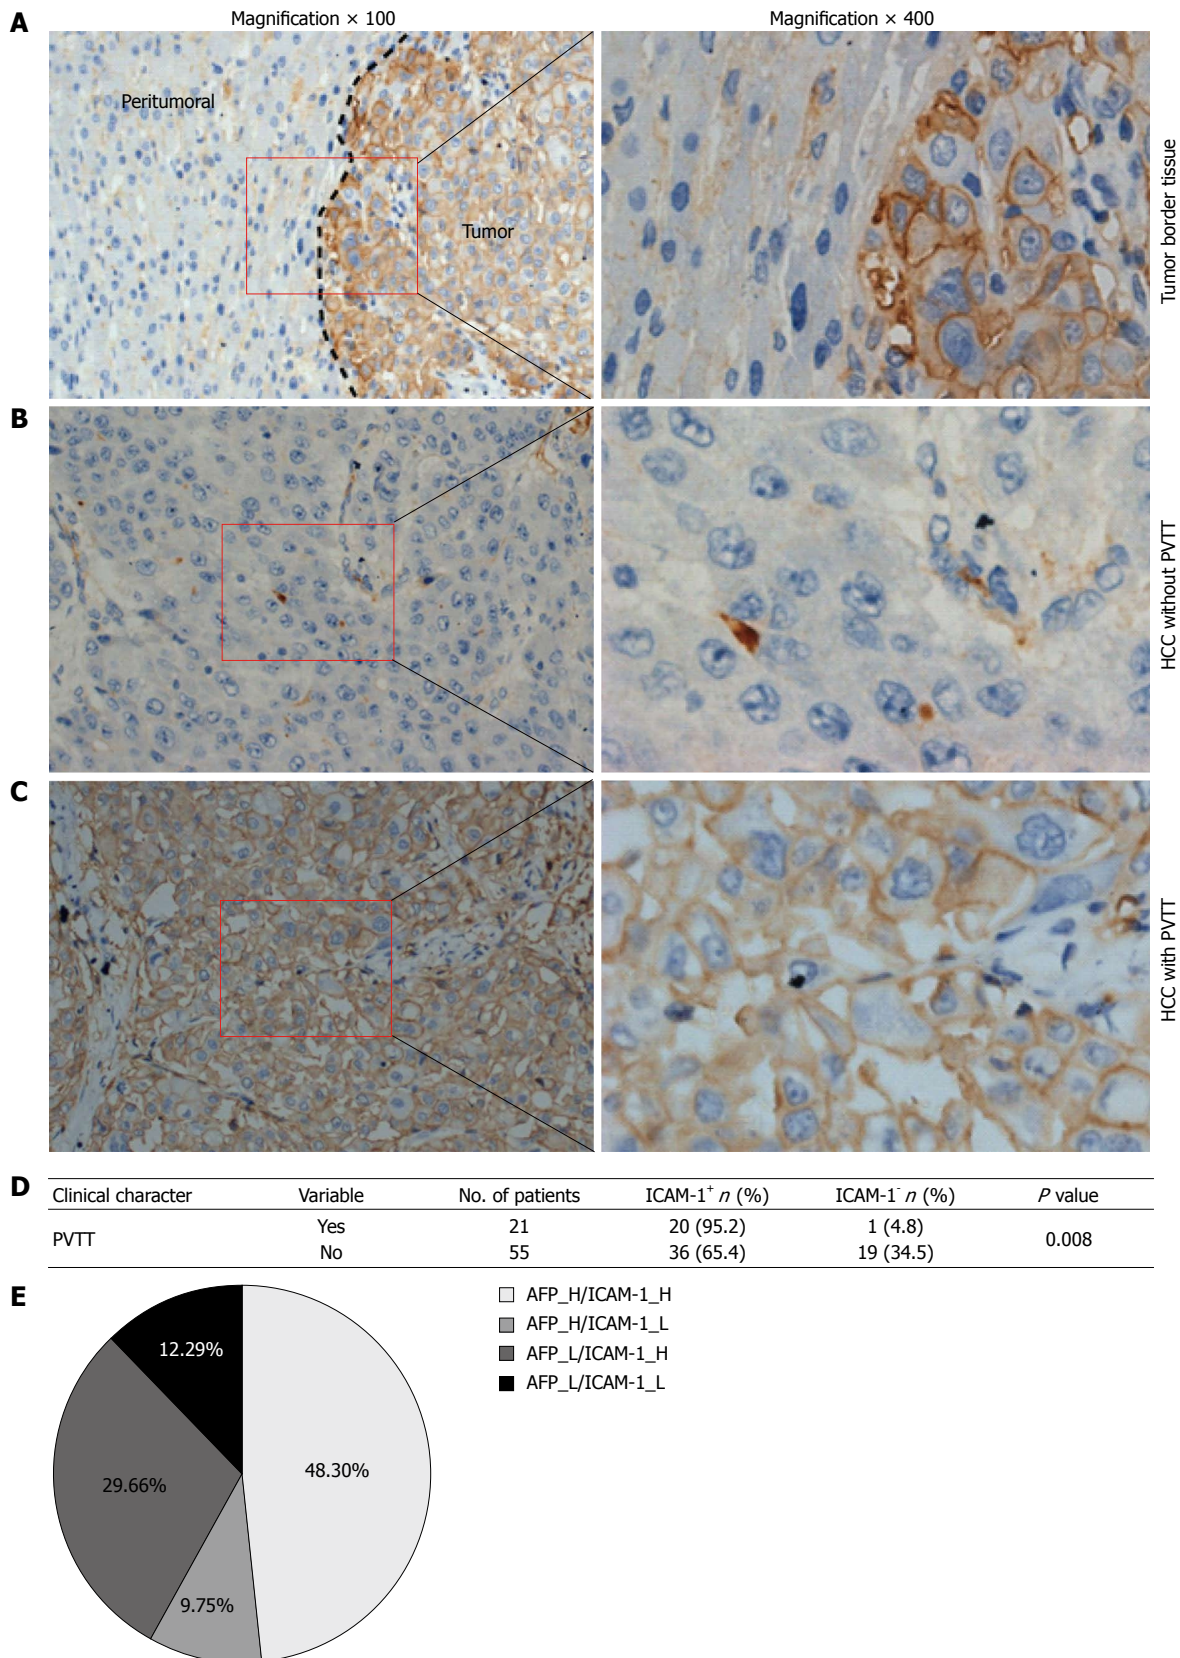 Magnification × 100
Magnification × 400
A
Peritumoral
Tumor
Tumor border tissue
B
HCC without PVTT
C
HCC with PVTT
D
Clinical character Variable No. of patients ICAM-1⁺ n (%) ICAM-1⁻ n (%) P value
PVTT Yes 21 20 (95.2) 1 (4.8) 0.008
No 55 36 (65.4) 19 (34.5)
E
AFP_H/ICAM-1_H
AFP_H/ICAM-1_L
AFP_L/ICAM-1_H
AFP_L/ICAM-1_L
12.29%
48.30%
29.66%
9.75%